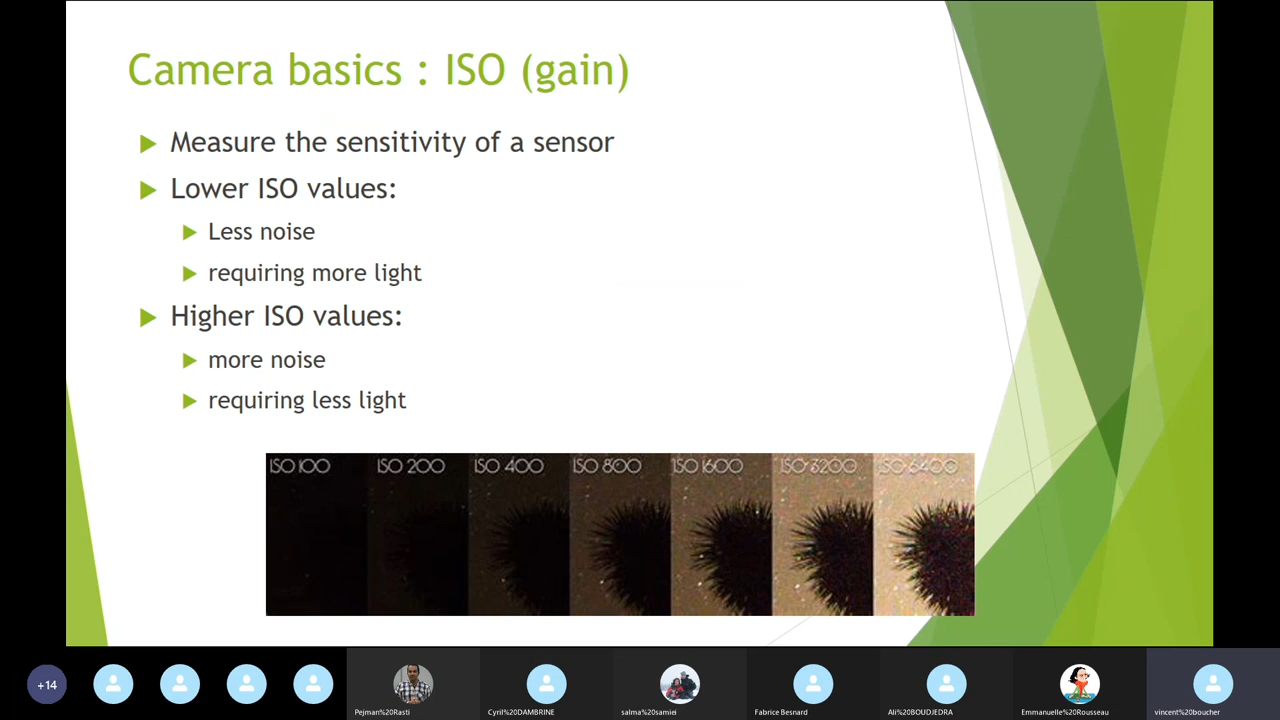 Camera basics : ISO (gain)
Measure the sensitivity of a sensor
Lower ISO values:
Less noise
requiring more light
Higher ISO values:
more noise
requiring less light
ISO 100 ISO 200 ISO 400 ISO 800 ISO 1600 ISO 3200 ISO 6400
+14
Pejman%20Rasti
Cyril%20DAMBRINE
salma%20samiei
Fabrice Besnard
Ali%20BOUDJEDRA
Emmanuelle%20Rousseau
vincent%20boucher